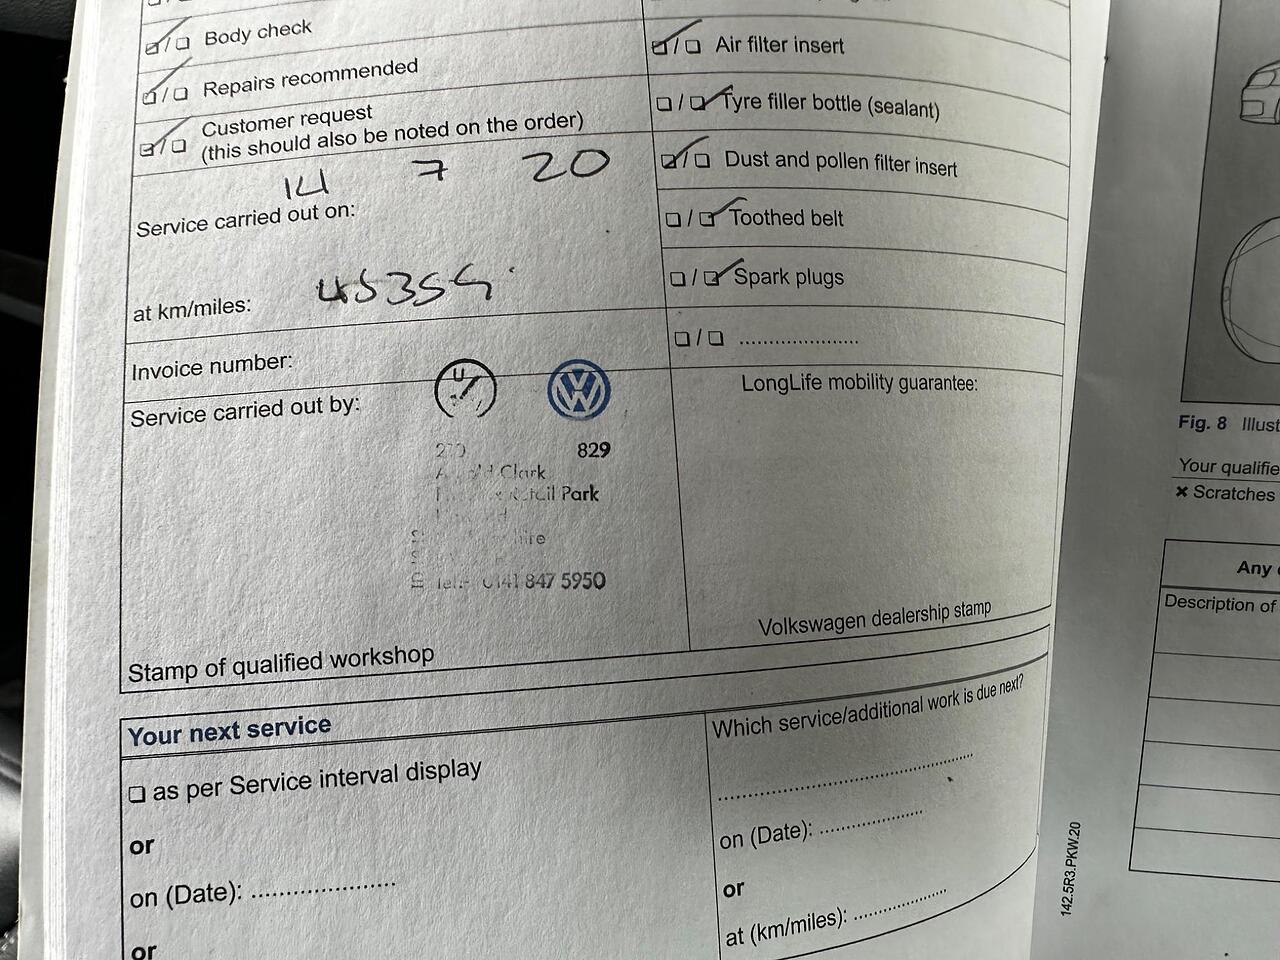 Body check
Repairs recommended
Customer request
(this should also be noted on the order)
14 7 20
Service carried out on:
at km/miles: 45359
Invoice number:
Service carried out by:
829
Arnold Clark
Retail Park
Tel:- 0141 847 5950
Stamp of qualified workshop
Air filter insert
Tyre filler bottle (sealant)
Dust and pollen filter insert
Toothed belt
Spark plugs
.....................
LongLife mobility guarantee:
Volkswagen dealership stamp
Your next service
as per Service interval display
or
on (Date): ......................
or
Which service/additional work is due next?
.......................................
on (Date): ................
or
at (km/miles): ..............
142.5R3.PKW.20
Fig. 8 Illust
Your qualifie
× Scratches
Any
Description of